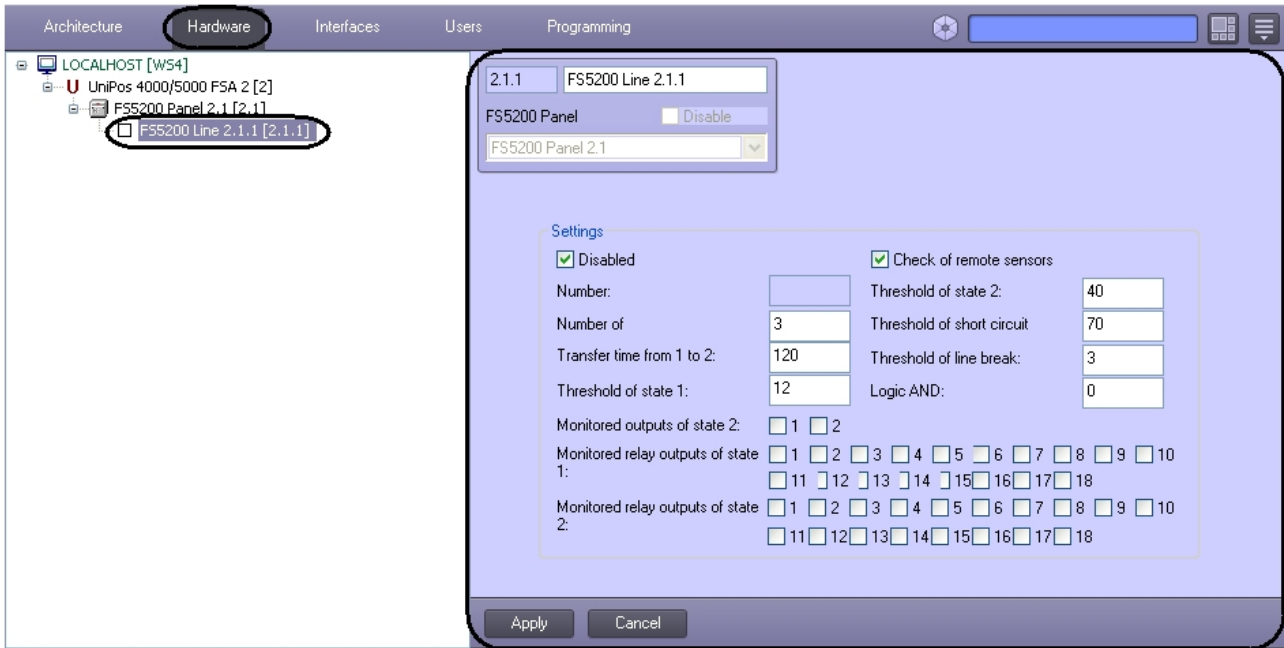 Architecture Hardware Interfaces Users Programming
LOCALHOST [WS4]
UniPos 4000/5000 FSA 2 [2]
FS5200 Panel 2.1 [2.1]
FS5200 Line 2.1.1 [2.1.1]
2.1.1 FS5200 Line 2.1.1
FS5200 Panel Disable
FS5200 Panel 2.1
Settings
Disabled Check of remote sensors
Number: Threshold of state 2: 40
Number of 3 Threshold of short circuit 70
Transfer time from 1 to 2: 120 Threshold of line break: 3
Threshold of state 1: 12 Logic AND: 0
Monitored outputs of state 2: 1 2
Monitored relay outputs of state 1 2 3 4 5 6 7 8 9 10
1: 11 12 13 14 15 16 17 18
Monitored relay outputs of state 1 2 3 4 5 6 7 8 9 10
2: 11 12 13 14 15 16 17 18
Apply Cancel